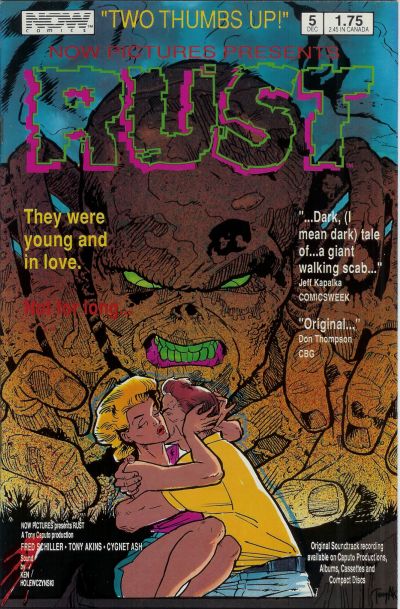 NOW
COMICS
TM
"TWO THUMBS UP!"
5
DEC
1.75
2.45 IN CANADA
NOW PICTURES PRESENTS
RUST
They were
young and
in love.
Not for long...
"...Dark, (I
mean dark) tale
of...a giant
walking scab..."
Jeff Kapalka
COMICSWEEK
"Original..."
Don Thompson
CBG
NOW PICTURES presents RUST
A Tony Caputo production
FRED SCHILLER • TONY AKINS • CYGNET ASH
Sound
by
KEN
HOLEWCZYNSKI
Original Soundtrack recording
available on Caputo Productions,
Albums, Cassettes and
Compact Discs